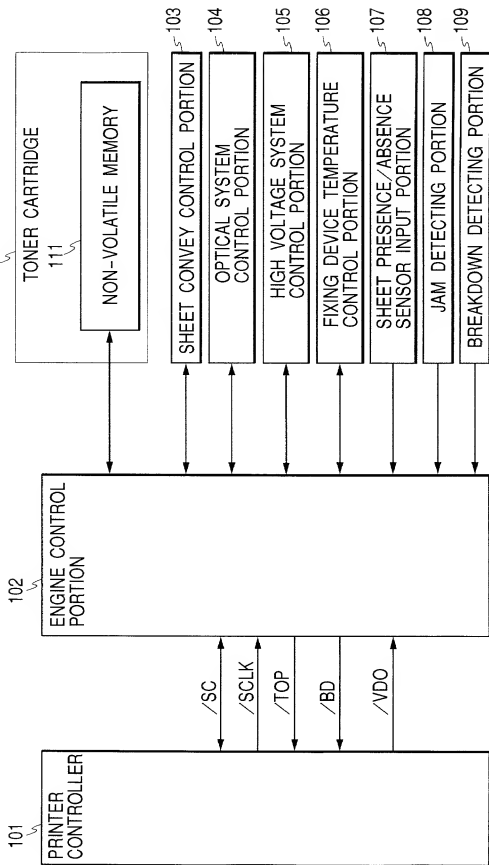 101
PRINTER
CONTROLLER
/SC
/SCLK
/TOP
/BD
/VDO
102
ENGINE CONTROL
PORTION
TONER CARTRIDGE
111
NON-VOLATILE MEMORY
SHEET CONVEY CONTROL PORTION
103
OPTICAL SYSTEM
CONTROL PORTION
104
HIGH VOLTAGE SYSTEM
CONTROL PORTION
105
FIXING DEVICE TEMPERATURE
CONTROL PORTION
106
SHEET PRESENCE/ABSENCE
SENSOR INPUT PORTION
107
JAM DETECTING PORTION
108
BREAKDOWN DETECTING PORTION
109